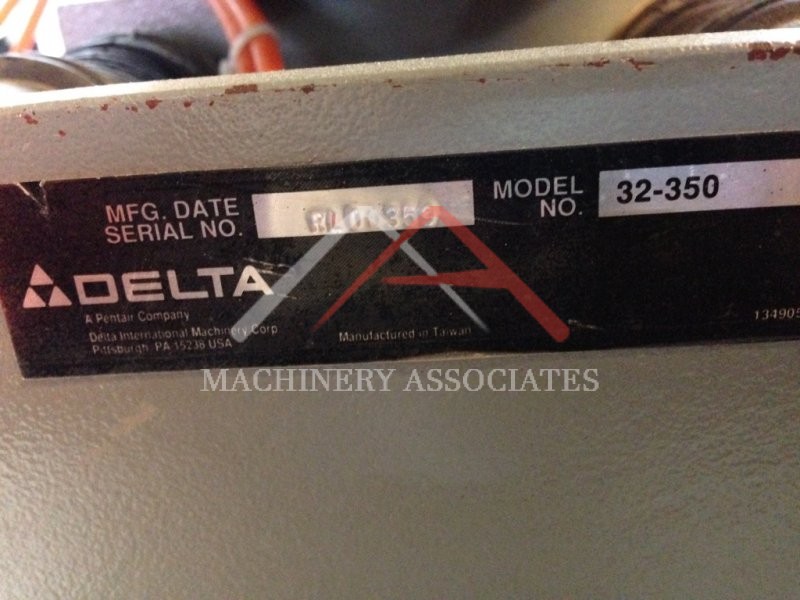 MFG. DATE
SERIAL NO.
MODEL
NO.
32-350
DELTA
A Pentair Company
Delta International Machinery Corp
Pittsburgh, PA 15238 USA
Manufactured in Taiwan
134905
MACHINERY ASSOCIATES